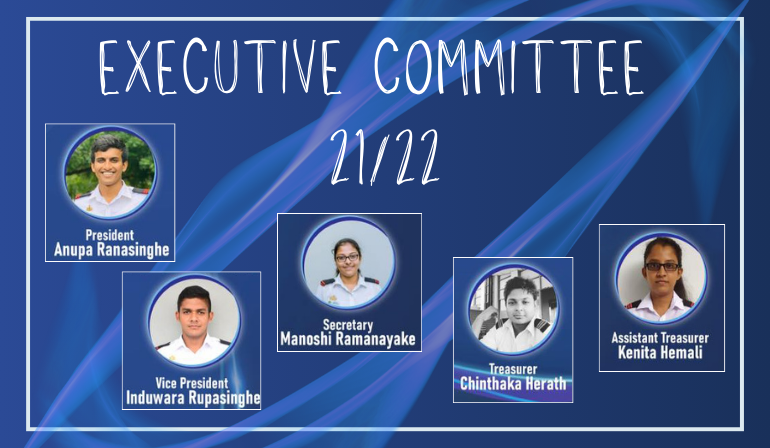 EXECUTIVE COMMITTEE
21/22
President
Anupa Ranasinghe
Vice President
Induwara Rupasinghe
Secretary
Manoshi Ramanayake
Treasurer
Chinthaka Herath
Assistant Treasurer
Kenita Hemali